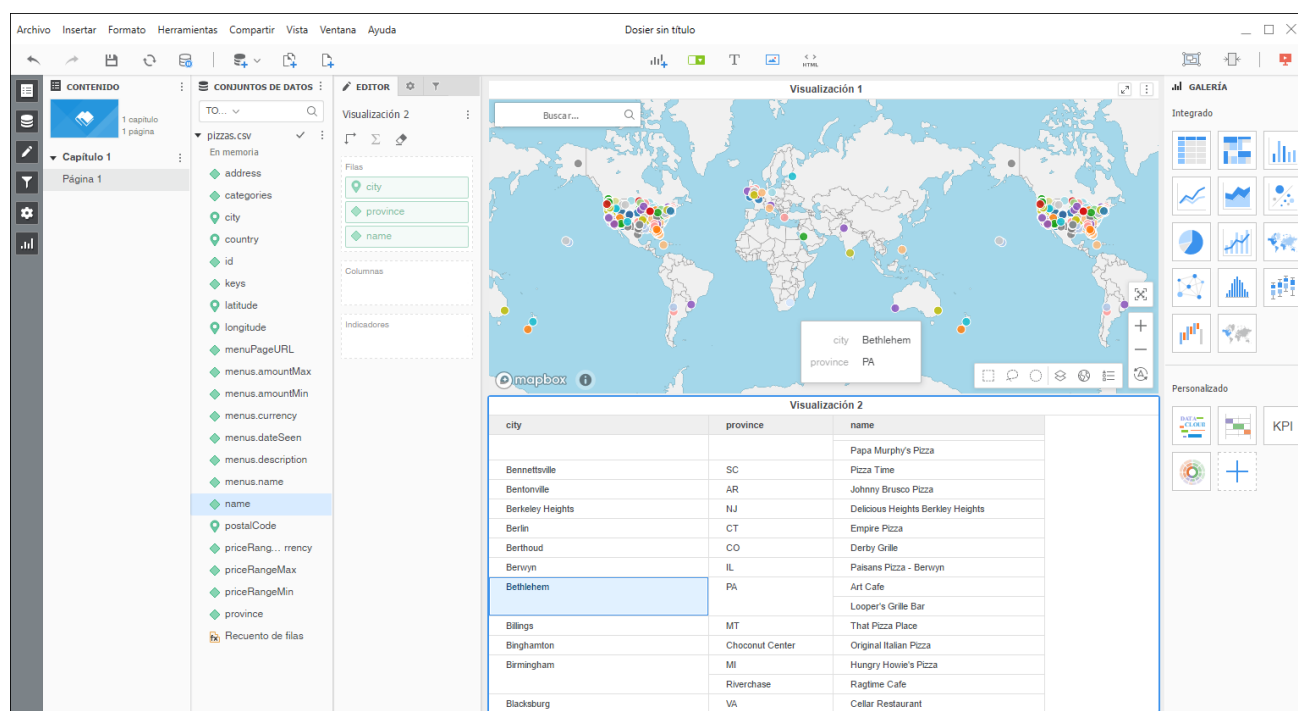 Archivo Insertar Formato Herramientas Compartir Vista Ventana Ayuda
Dosier sin título
T
< >
HTML
CONTENIDO
1 capítulo
1 página
Capítulo 1
Página 1
CONJUNTOS DE DATOS
TO...
pizzas.csv
En memoria
address
categories
city
country
id
keys
latitude
longitude
menuPageURL
menus.amountMax
menus.amountMin
menus.currency
menus.dateSeen
menus.description
menus.name
name
postalCode
priceRang... rrency
priceRangeMax
priceRangeMin
province
fx Recuento de filas
EDITOR
Visualización 2
Filas
city
province
name
Columnas
Indicadores
Visualización 1
Buscar...
city Bethlehem
province PA
mapbox
Visualización 2
city province name
Papa Murphy's Pizza
Bennettsville SC Pizza Time
Bentonville AR Johnny Brusco Pizza
Berkeley Heights NJ Delicious Heights Berkley Heights
Berlin CT Empire Pizza
Berthoud CO Derby Grille
Berwyn IL Paisans Pizza - Berwyn
Bethlehem PA Art Cafe
Looper's Grille Bar
Billings MT That Pizza Place
Binghamton Choconut Center Original Italian Pizza
Birmingham MI Hungry Howie's Pizza
Riverchase Ragtime Cafe
Blacksburg VA Cellar Restaurant
GALERÍA
Integrado
Personalizado
DATA
CLOUD
KPI